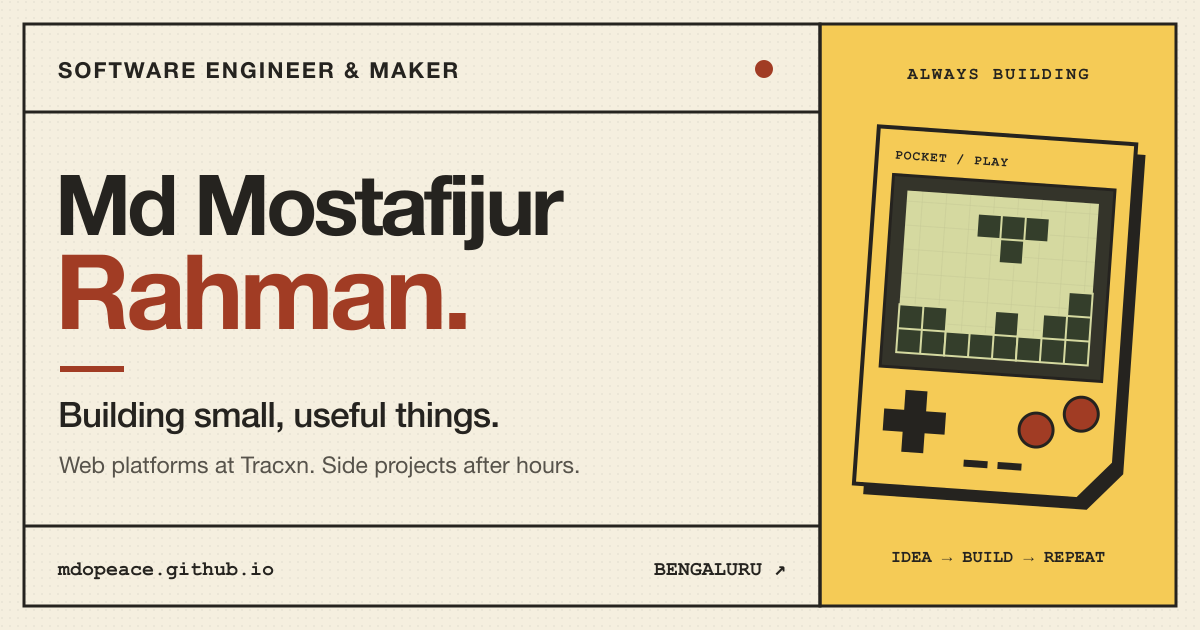 SOFTWARE ENGINEER & MAKER
Md Mostafijur
Rahman.
Building small, useful things.
Web platforms at Tracxn. Side projects after hours.
mdopeace.github.io
BENGALURU ↗
ALWAYS BUILDING
POCKET / PLAY
IDEA → BUILD → REPEAT